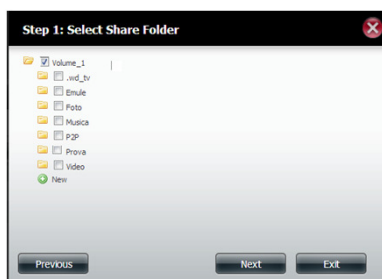 Step 1: Select Share Folder
Volume_1
.wd_tv
Emule
Foto
Musica
P2P
Prova
Video
New
Previous
Next
Exit